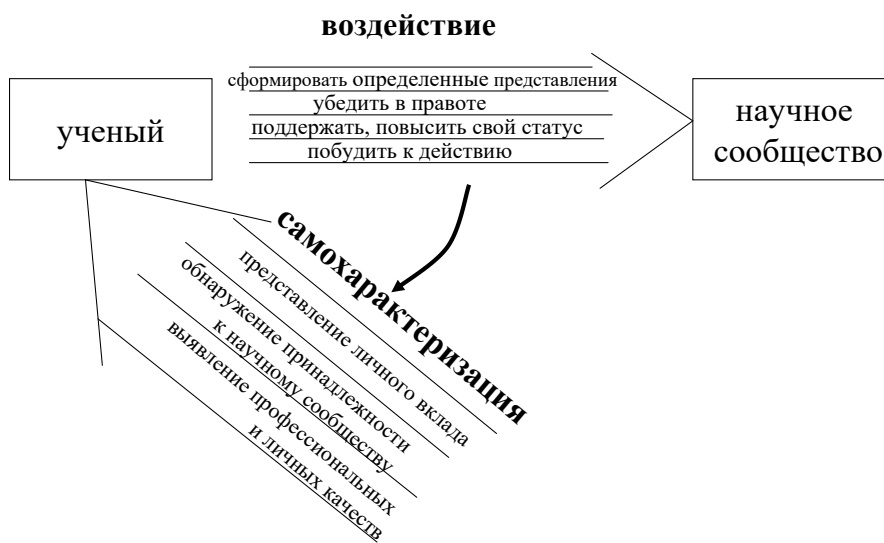 воздействие
ученый
сформировать определенные представления
убедить в правоте
поддержать, повысить свой статус
побудить к действию
научное
сообщество
самохарактеризация
представление личного вклада
обнаружение принадлежности
к научному сообществу
выявление профессиональных
и личных качеств